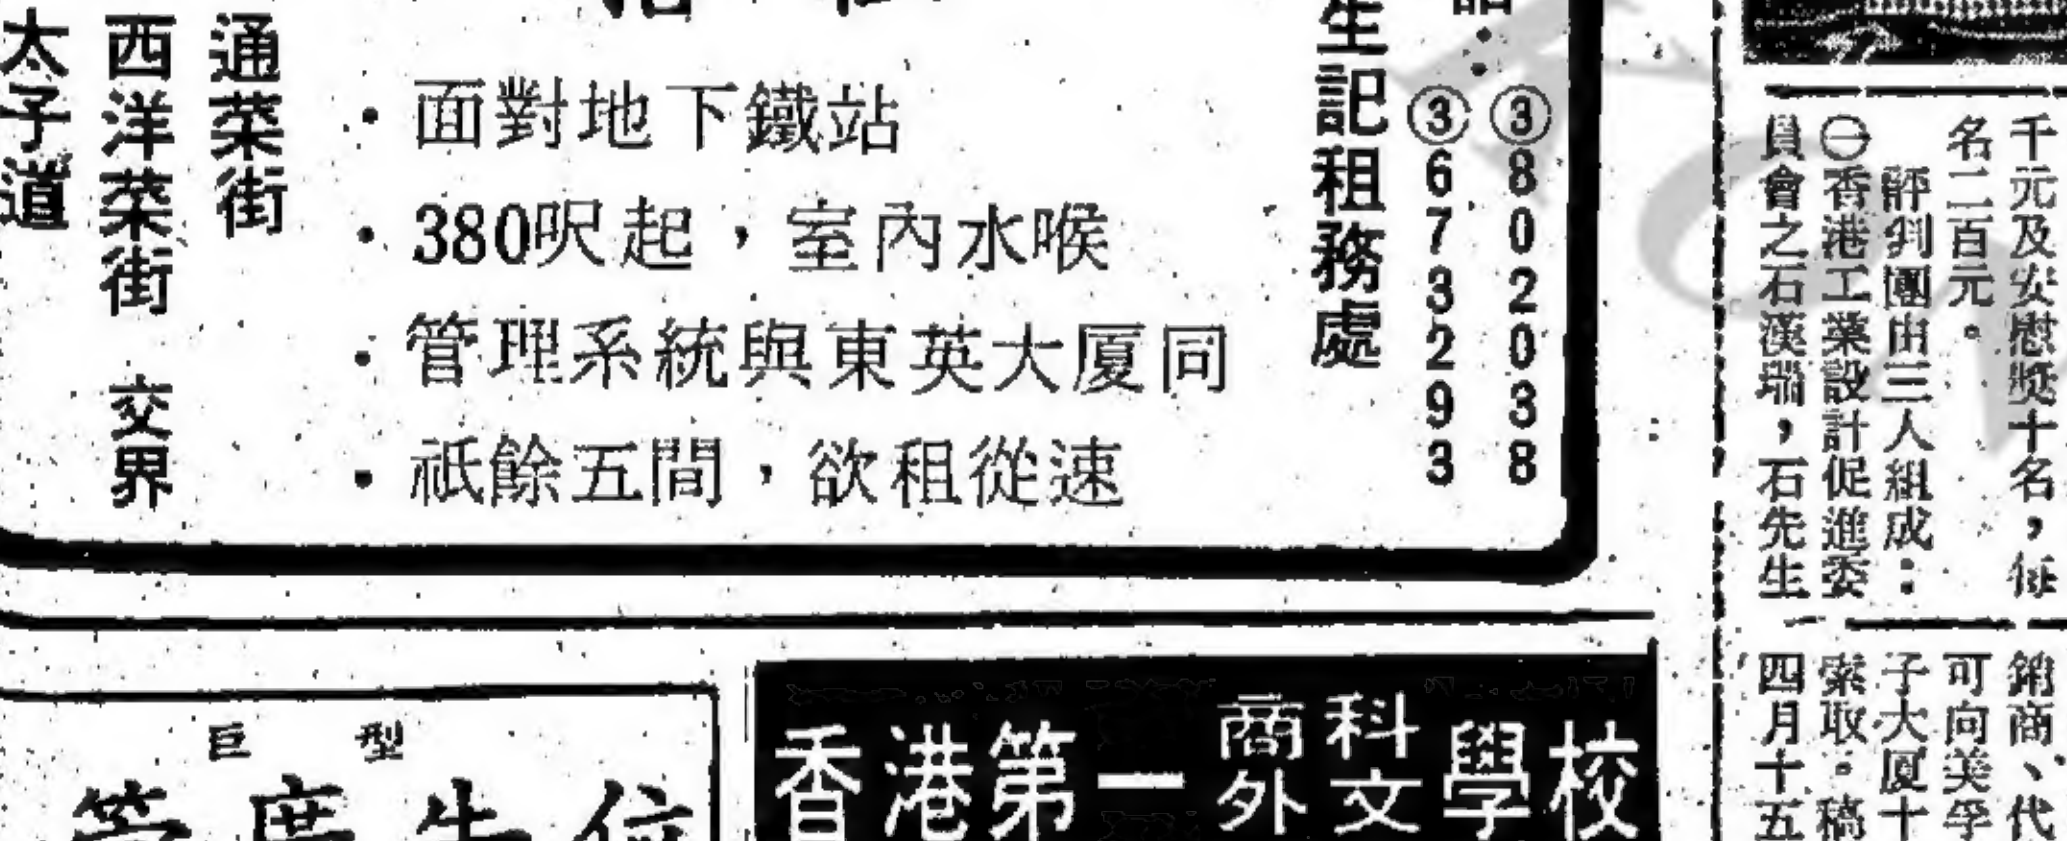 通菜街
西洋菜街 交界
太子道
・面對地下鐵站
・380呎起，室內水喉
・管理系統與東英大厦同
・祇餘五間，欲租從速
生記租務處
話：③802038
③673293
千元及安慰獎十名，每
名二百元。
評判團由三人組成：
㊀香港工業設計促進委
員會之石漢瑞，石先生
銷商、代
可向美孚
子大厦十
索取。稿
四月十五
巨型
香港第一商科外文學校